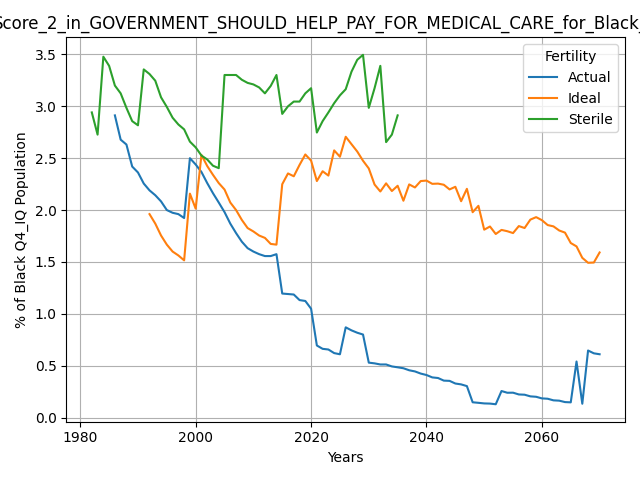 Score_2_in_GOVERNMENT_SHOULD_HELP_PAY_FOR_MEDICAL_CARE_for_Black_
Fertility
Actual
Ideal
Sterile
% of Black Q4_IQ Population
3.5
3.0
2.5
2.0
1.5
1.0
0.5
0.0
1980 2000 2020 2040 2060
Years